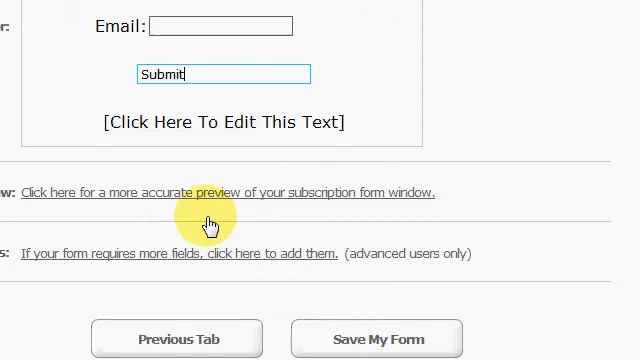 r:
Email:
Submit
[Click Here To Edit This Text]
w: Click here for a more accurate preview of your subscription form window.
s: If your form requires more fields, click here to add them. (advanced users only)
Previous Tab Save My Form